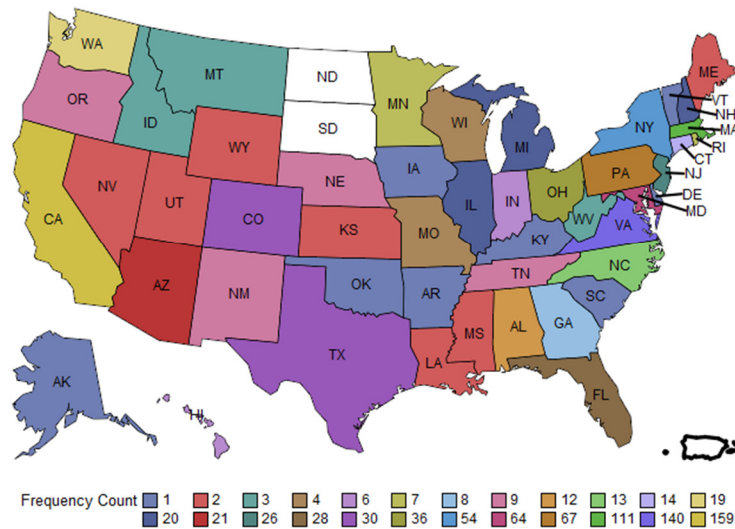 WA
ME
MT
ND
VT
OR
MN
NH
ID
SD
WI
NY
MA
MI
RI
WY
CT
IA
PA
NJ
NE
NV
OH
IL
IN
DE
UT
MD
CO
WV
VA
CA
KS
MO
KY
NC
TN
AZ
OK
NM
AR
SC
MS
AL
GA
TX
LA
AK
FL
HI
Frequency Count 1 2 3 4 6 7 8 9 12 13 14 19
20 21 26 28 30 36 54 64 67 111 140 159